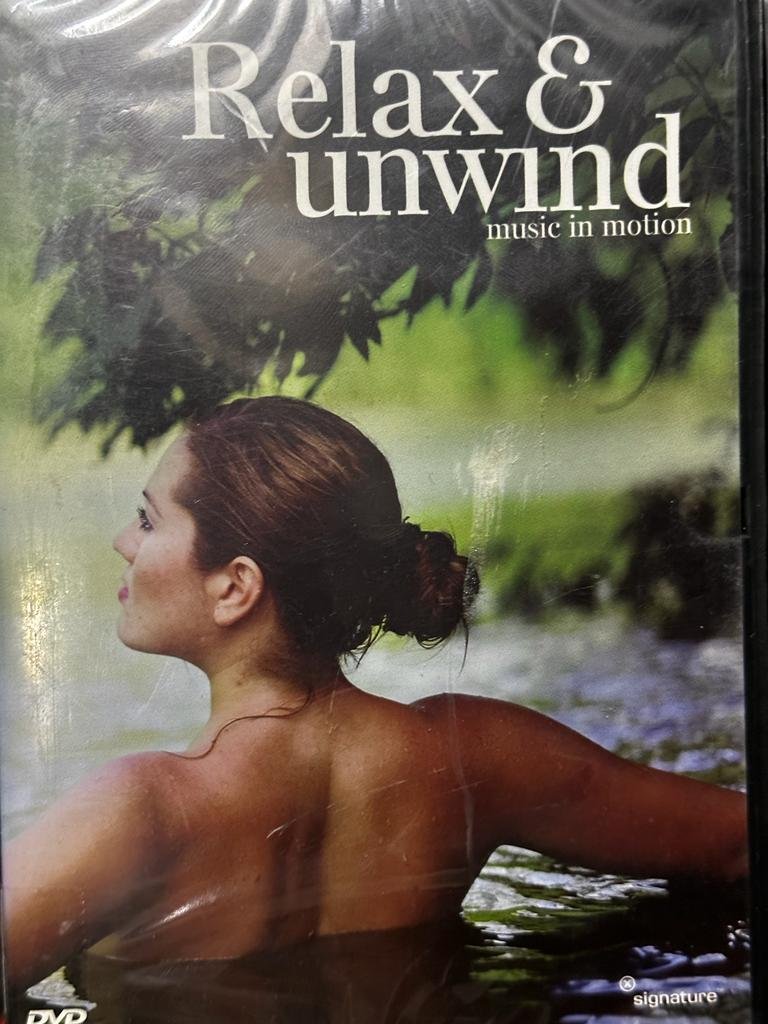 Relax &
unwind
music in motion
signature
DVD